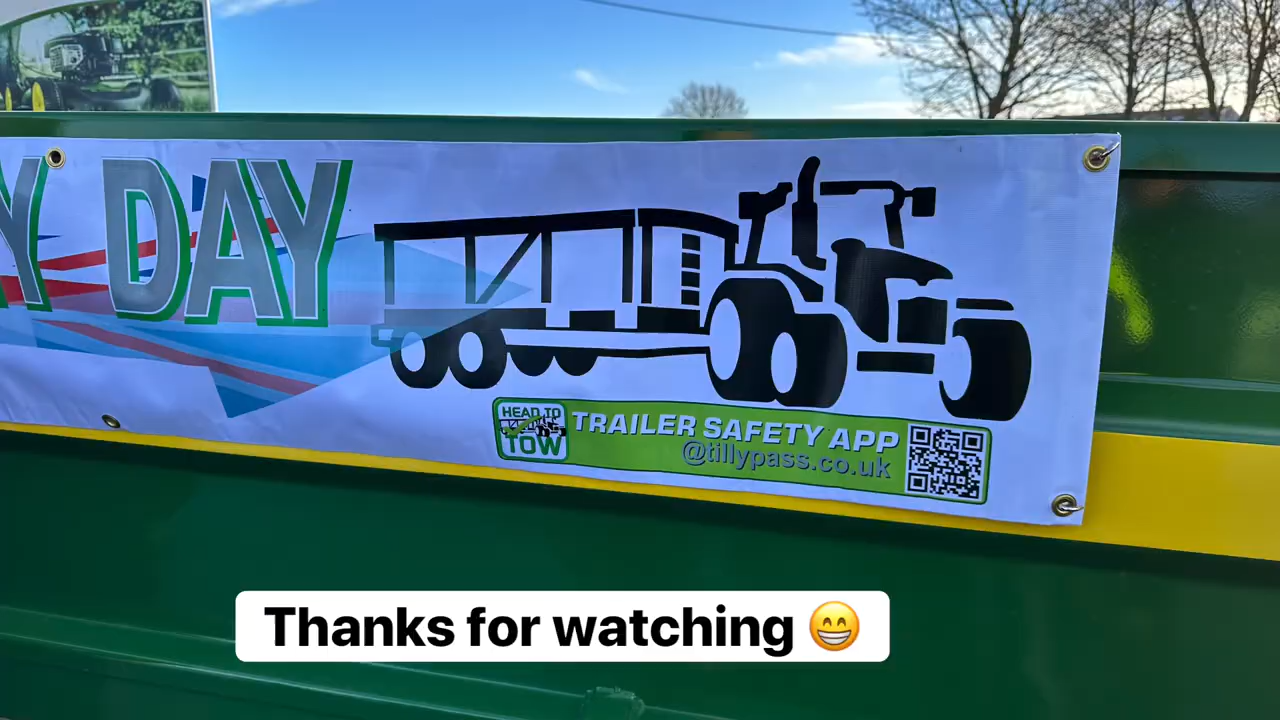 Y DAY
HEAD TO
TOW
TRAILER SAFETY APP
@tillypass.co.uk
Thanks for watching 😁